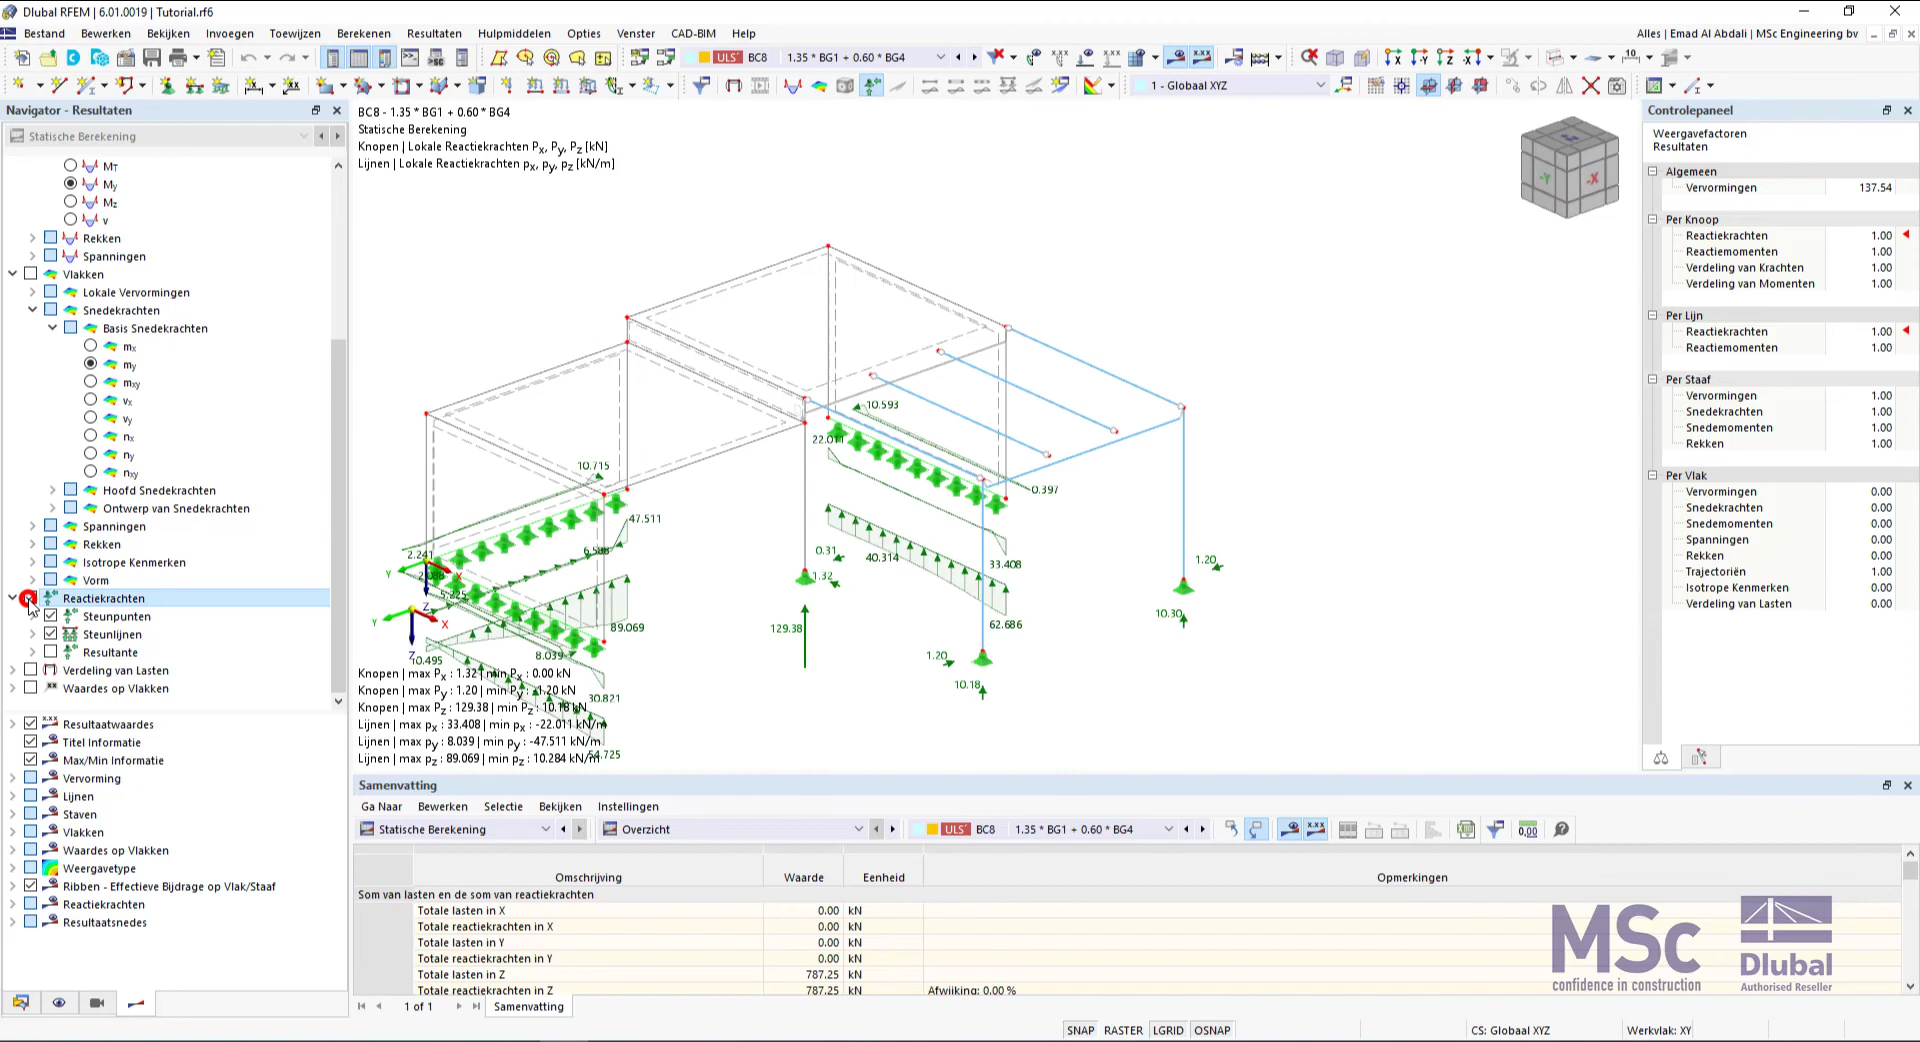 Dlubal RFEM | 6.01.0019 | Tutorial.rf6
Bestand Bewerken Bekijken Invoegen Toewijzen Berekenen Resultaten Hulpmiddelen Opties Venster CAD-BIM Help
Alles | Emad Al Abdali | MSc Engineering bv
ULS BC8 1.35 * BG1 + 0.60 * BG4
1 - Globaal XYZ
Navigator - Resultaten
Statische Berekening
MT
My
Mz
v
Rekken
Spanningen
Vlakken
Lokale Vervormingen
Snedekrachten
Basis Snedekrachten
mx
my
mxy
vx
vy
nx
ny
nxy
Hoofd Snedekrachten
Ontwerp van Snedekrachten
Spanningen
Rekken
Isotrope Kenmerken
Vorm
Reactiekrachten
Steunpunten
Steunlijnen
Resultante
Verdeling van Lasten
Waardes op Vlakken
Resultaatwaardes
Titel Informatie
Max/Min Informatie
Vervorming
Lijnen
Staven
Vlakken
Waardes op Vlakken
Weergavetype
Ribben - Effectieve Bijdrage op Vlak/Staaf
Reactiekrachten
Resultaatsnedes
BC8 - 1.35 * BG1 + 0.60 * BG4
Statische Berekening
Knopen | Lokale Reactiekrachten Px, Py, Pz [kN]
Lijnen | Lokale Reactiekrachten px, py, pz [kN/m]
-Y -X
10.593
22.011
10.715
0.397
47.511
6.588
0.31
40.314
33.408
1.20
2.241
1.32
5.225
Y X Z
Y X Z
10.30
89.069
129.38
62.686
10.495
8.039
1.20
10.18
30.821
54.725
Knopen | max Px : 1.32 | min Px : 0.00 kN
Knopen | max Py : 1.20 | min Py : -1.20 kN
Knopen | max Pz : 129.38 | min Pz : 10.18 kN
Lijnen | max px : 33.408 | min px : -22.011 kN/m
Lijnen | max py : 8.039 | min py : -47.511 kN/m
Lijnen | max pz : 89.069 | min pz : 10.284 kN/m
Controlepaneel
Weergavefactoren
Resultaten
Algemeen
Vervormingen 137.54
Per Knoop
Reactiekrachten 1.00
Reactiemomenten 1.00
Verdeling van Krachten 1.00
Verdeling van Momenten 1.00
Per Lijn
Reactiekrachten 1.00
Reactiemomenten 1.00
Per Staaf
Vervormingen 1.00
Snedekrachten 1.00
Snedemomenten 1.00
Rekken 1.00
Per Vlak
Vervormingen 0.00
Snedekrachten 0.00
Snedemomenten 0.00
Spanningen 0.00
Rekken 0.00
Trajectoriën 1.00
Isotrope Kenmerken 0.00
Verdeling van Lasten 0.00
Samenvatting
Ga Naar Bewerken Selectie Bekijken Instellingen
Statische Berekening Overzicht ULS BC8 1.35 * BG1 + 0.60 * BG4
Omschrijving Waarde Eenheid Opmerkingen
Som van lasten en de som van reactiekrachten
Totale lasten in X 0.00 kN
Totale reactiekrachten in X 0.00 kN
Totale lasten in Y 0.00 kN
Totale reactiekrachten in Y 0.00 kN
Totale lasten in Z 787.25 kN
Totale reactiekrachten in Z 787.25 kN Afwijking: 0.00 %
MSc
confidence in construction
Dlubal
Authorised Reseller
1 of 1 Samenvatting
SNAP RASTER LGRID OSNAP CS: Globaal XYZ Werkvlak: XY